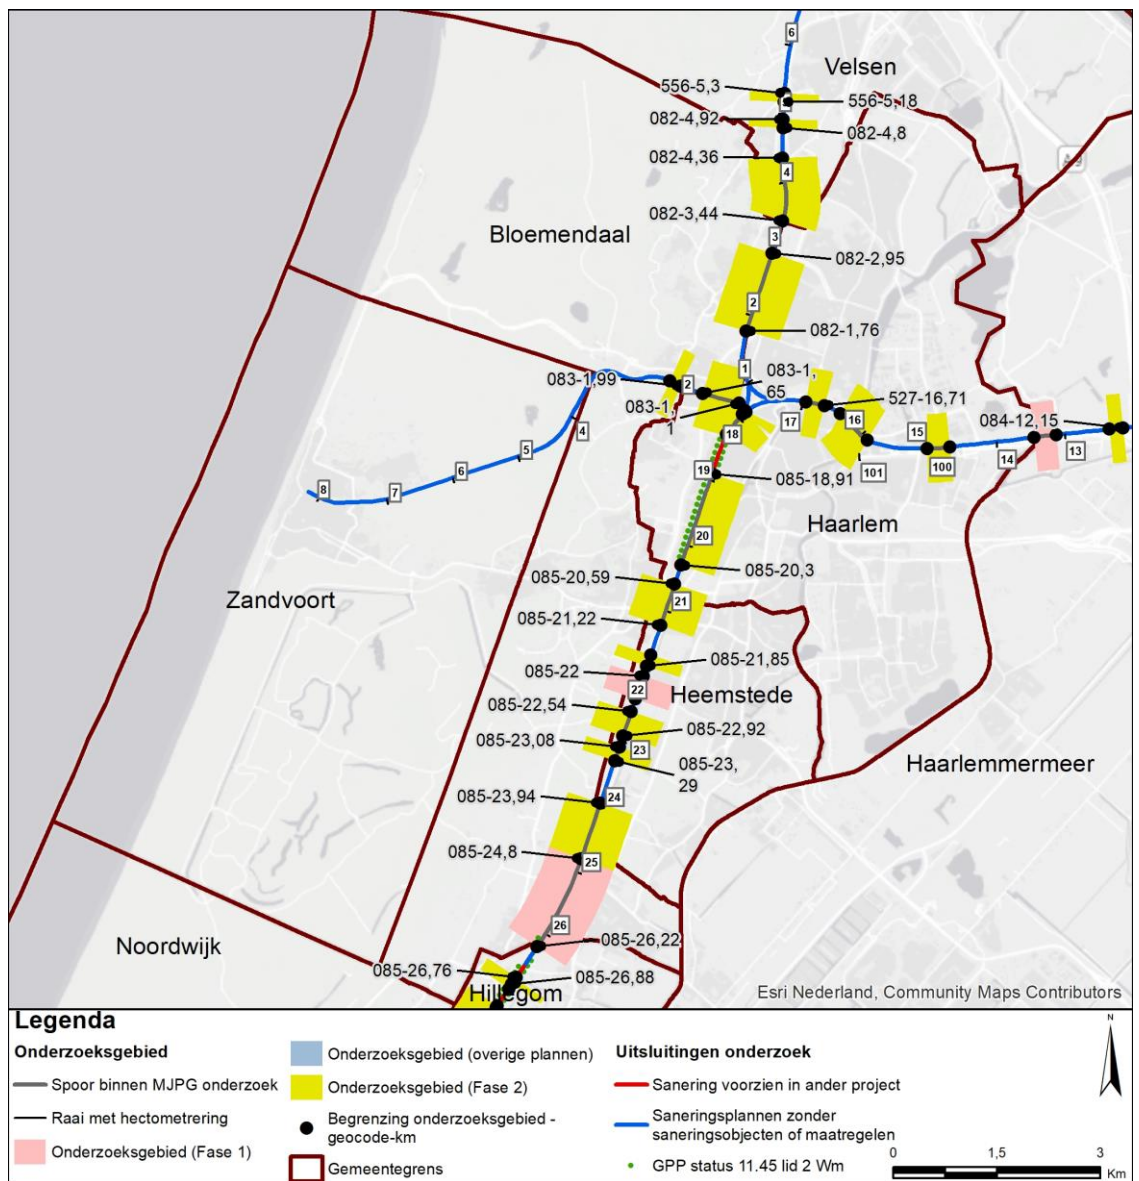 6
Velsen
556-5,3
556-5,18
082-4,92
082-4,8
A9
082-4,36
4
082-3,44
Bloemendaal
3
082-2,95
2
082-1,76
1
083-1,99
2
083-1,
65
083-1,
1
527-16,71
084-12,15
17
16
15
18
101
100
14
13
4
5
6
7
8
19
085-18,91
Haarlem
20
085-20,3
085-20,59
Zandvoort
21
085-21,22
085-21,85
085-22
22
Heemstede
085-22,54
085-22,92
085-23,08
23
085-23,
29
Haarlemmermeer
085-23,94
24
085-24,8
25
26
Noordwijk
085-26,22
085-26,76
085-26,88
Hillegom
Esri Nederland, Community Maps Contributors
Legenda
Onderzoeksgebied
Spoor binnen MJPG onderzoek
Raai met hectometrering
Onderzoeksgebied (Fase 1)
Onderzoeksgebied (overige plannen)
Onderzoeksgebied (Fase 2)
Begrenzing onderzoeksgebied -
geocode-km
Gemeentegrens
Uitsluitingen onderzoek
Sanering voorzien in ander project
Saneringsplannen zonder
saneringsobjecten of maatregelen
GPP status 11.45 lid 2 Wm
N
0 1,5 3
Km